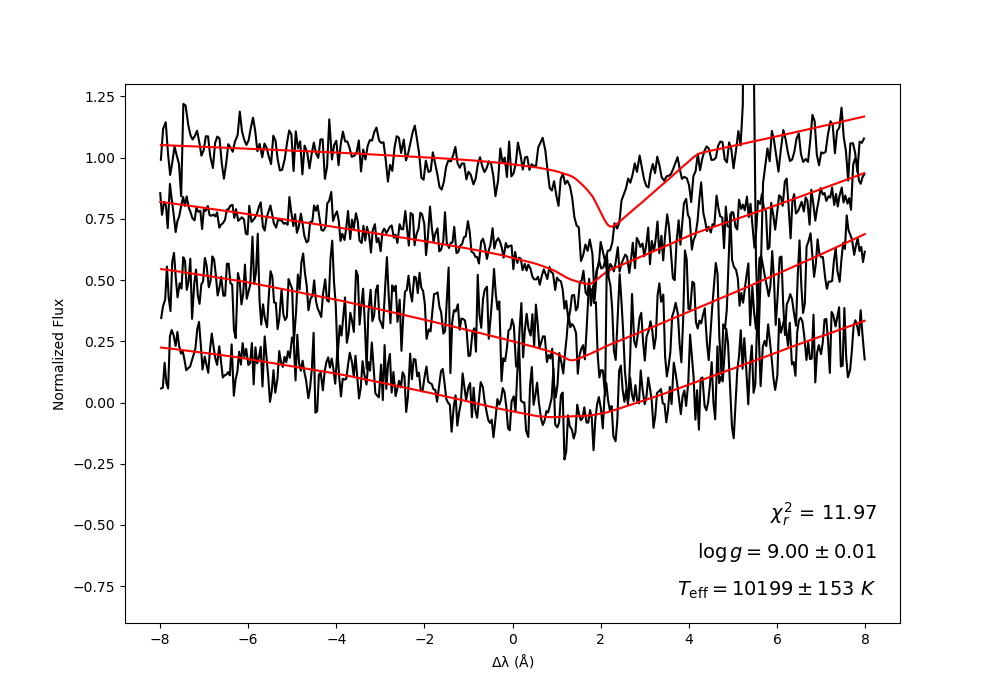 1.25
1.00
0.75
0.50
0.25
0.00
−0.25
−0.50
−0.75
Normalized Flux
χ²ᵣ = 11.97
log g = 9.00 ± 0.01
T_eff = 10199 ± 153 K
−8 −6 −4 −2 0 2 4 6 8
Δλ (Å)